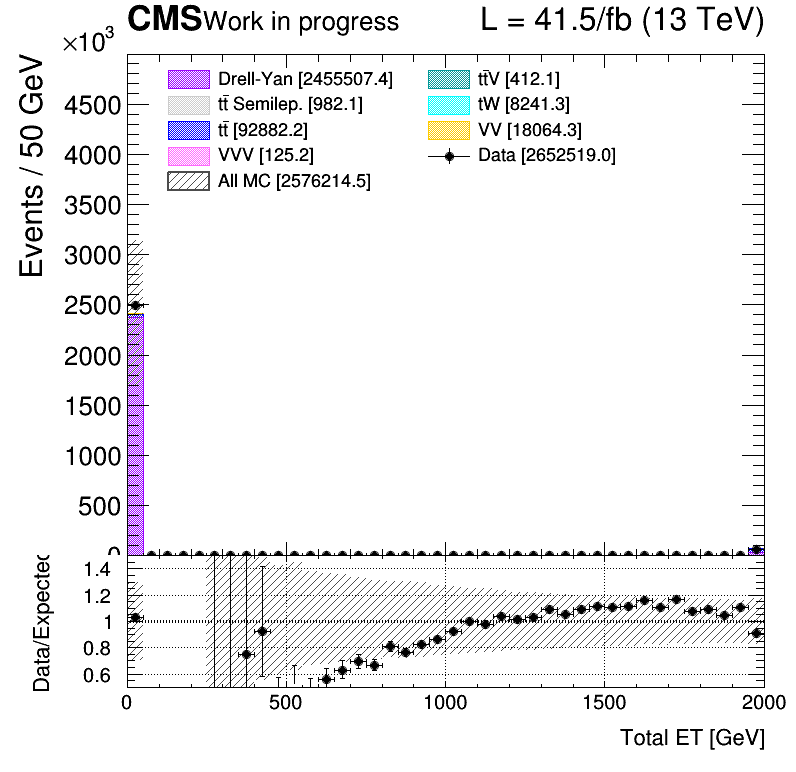 CMS Work in progress L = 41.5/fb (13 TeV)
×10³
Events / 50 GeV
Drell-Yan [2455507.4]
tt̄ Semilep. [982.1]
tt̄ [92882.2]
VVV [125.2]
All MC [2576214.5]
tt̄V [412.1]
tW [8241.3]
VV [18064.3]
Data [2652519.0]
4500
4000
3500
3000
2500
2000
1500
1000
500
0
Data/Expected
1.4
1.2
1
0.8
0.6
0 500 1000 1500 2000
Total ET [GeV]